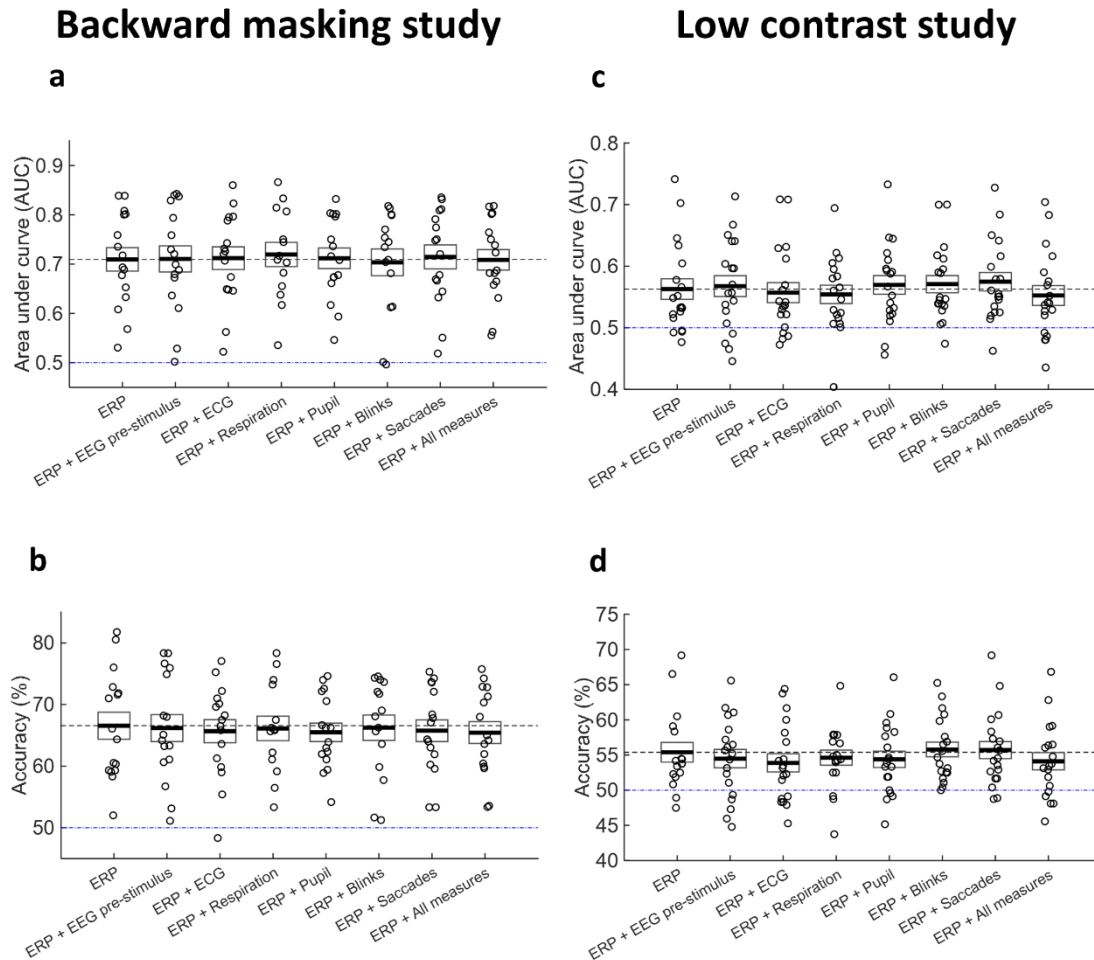 Backward masking study
Low contrast study
a
Area under curve (AUC)
0.9
0.8
0.7
0.6
0.5
ERP
ERP + EEG pre-stimulus
ERP + ECG
ERP + Respiration
ERP + Pupil
ERP + Blinks
ERP + Saccades
ERP + All measures
c
Area under curve (AUC)
0.8
0.7
0.6
0.5
0.4
ERP
ERP + EEG pre-stimulus
ERP + ECG
ERP + Respiration
ERP + Pupil
ERP + Blinks
ERP + Saccades
ERP + All measures
b
Accuracy (%)
80
70
60
50
ERP
ERP + EEG pre-stimulus
ERP + ECG
ERP + Respiration
ERP + Pupil
ERP + Blinks
ERP + Saccades
ERP + All measures
d
Accuracy (%)
75
70
65
60
55
50
45
40
ERP
ERP + EEG pre-stimulus
ERP + ECG
ERP + Respiration
ERP + Pupil
ERP + Blinks
ERP + Saccades
ERP + All measures